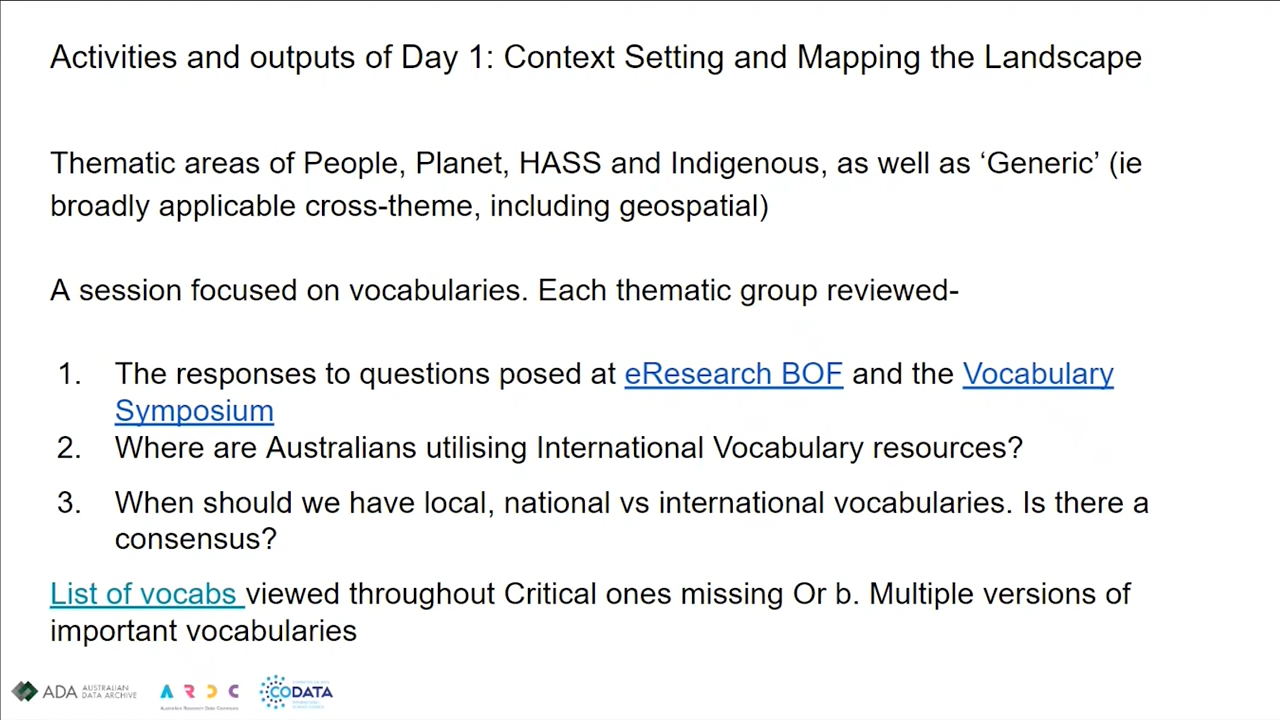 Activities and outputs of Day 1: Context Setting and Mapping the Landscape
Thematic areas of People, Planet, HASS and Indigenous, as well as ‘Generic’ (ie
broadly applicable cross-theme, including geospatial)
A session focused on vocabularies. Each thematic group reviewed-
1. The responses to questions posed at eResearch BOF and the Vocabulary
Symposium
2. Where are Australians utilising International Vocabulary resources?
3. When should we have local, national vs international vocabularies. Is there a
consensus?
List of vocabs viewed throughout Critical ones missing Or b. Multiple versions of
important vocabularies
ADA AUSTRALIAN
DATA ARCHIVE
ARDC
Australian Research Data Commons
CODATA